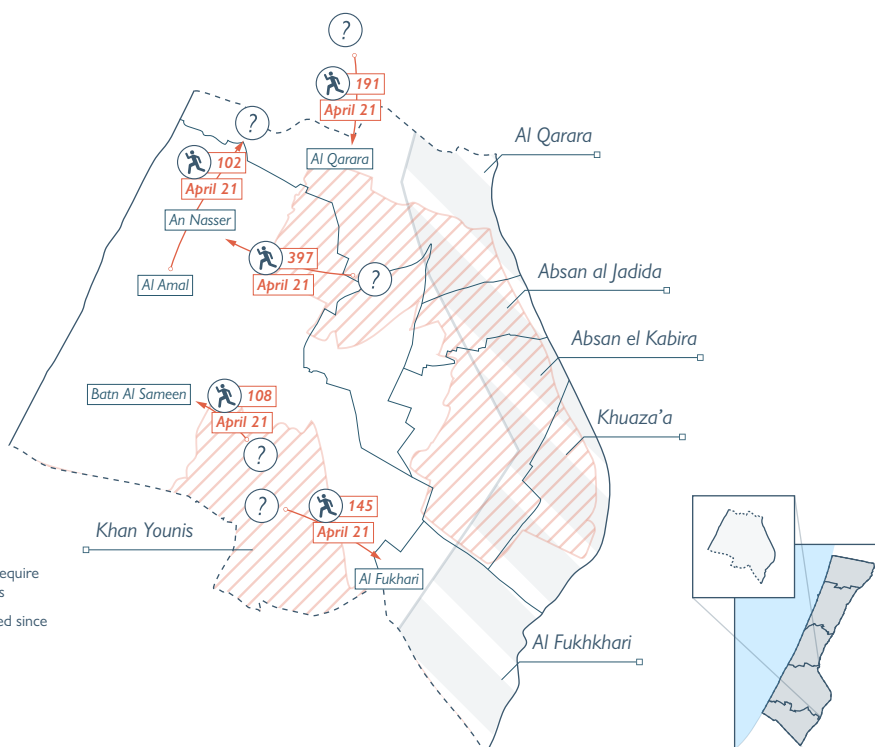 ?
191
April 21
?
Al Qarara
Al Qarara
102
April 21
An Nasser
397
April 21
?
Al Amal
Absan al Jadida
Absan el Kabira
Batn Al Sameen
108
April 21
Khuaza'a
?
?
145
April 21
Khan Younis
Al Fukhari
equire
s
ed since
Al Fukhkhari